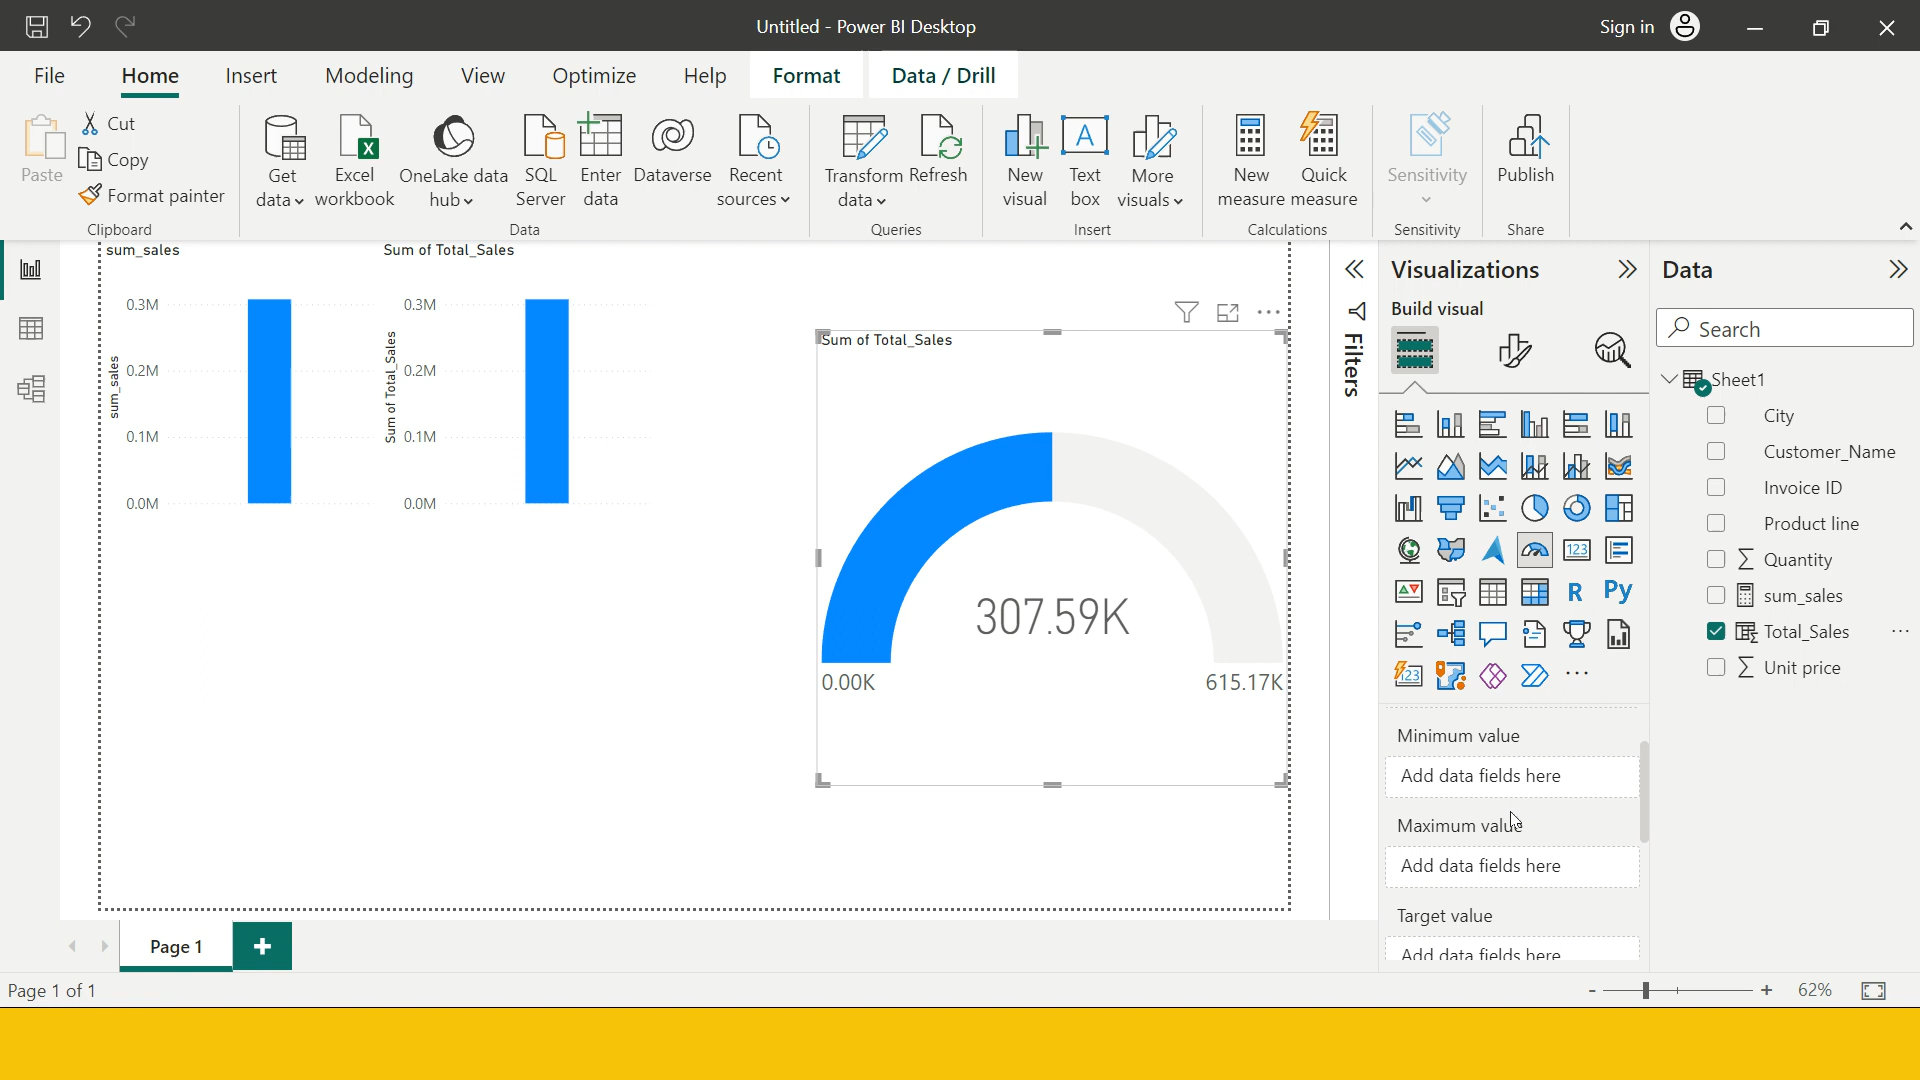 Untitled - Power BI Desktop
Sign in
File
Home
Insert
Modeling
View
Optimize
Help
Format
Data / Drill
Paste
Cut
Copy
Format painter
Clipboard
Get data
Excel workbook
OneLake data hub
SQL Server
Enter data
Dataverse
Recent sources
Data
Transform data
Refresh
Queries
New visual
Text box
More visuals
Insert
New measure
Quick measure
Calculations
Sensitivity
Sensitivity
Publish
Share
sum_sales
0.3M
0.2M
0.1M
0.0M
sum_sales
Sum of Total_Sales
0.3M
0.2M
0.1M
0.0M
Sum of Total_Sales
Sum of Total_Sales
307.59K
0.00K
615.17K
Filters
Visualizations
Build visual
123
R
Py
123
Minimum value
Add data fields here
Maximum value
Add data fields here
Target value
Add data fields here
Data
Search
Sheet1
City
Customer_Name
Invoice ID
Product line
Quantity
sum_sales
Total_Sales
Unit price
Page 1
Page 1 of 1
62%